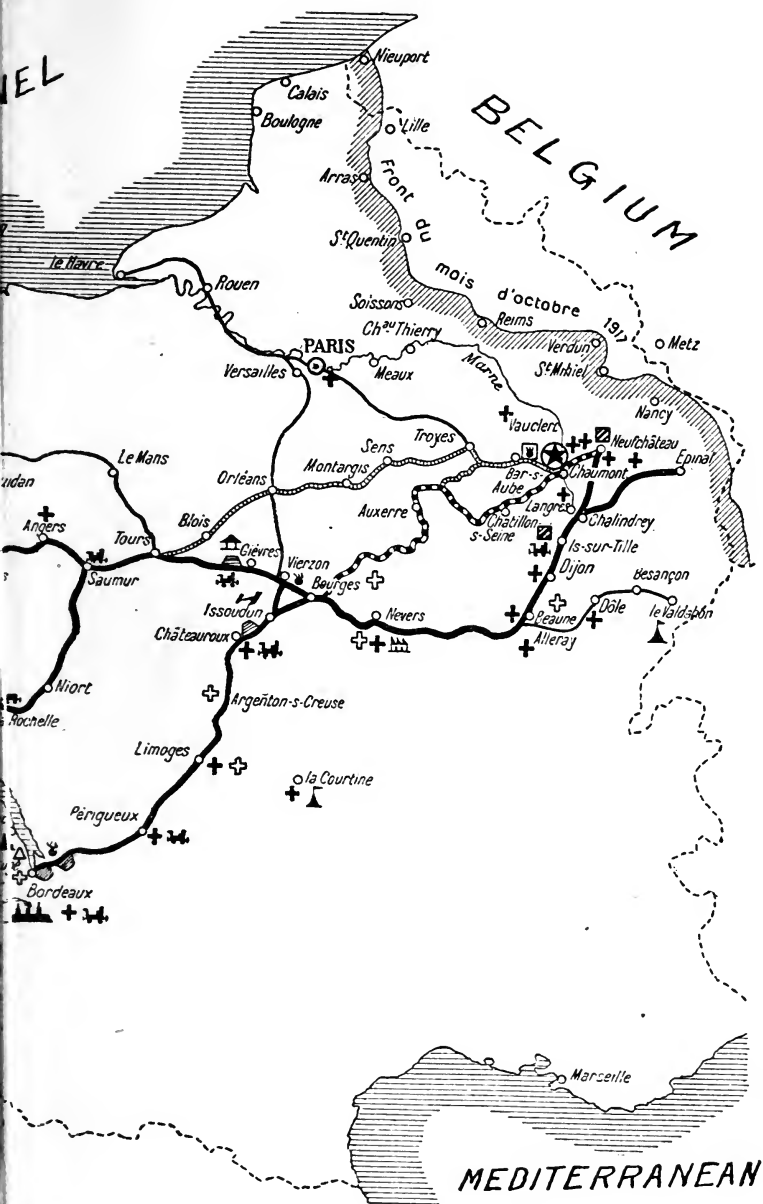 NEL
BELGIUM
Nieuport
Calais
Boulogne
Lille
Arras
Front du mois d'octobre 1917
St Quentin
le Havre
Rouen
Soissons
Reims
Chau Thierry
Verdun
Metz
PARIS
Versailles
Meaux
Marne
St Mihiel
Nancy
Vauclerc
Troyes
Neufchâteau
Sens
Montargis
Le Mans
Orléans
Bar-s-Aube
Chaumont
Epinal
udan
Auxerre
Langres
Angers
Blois
Chatillon-s-Seine
Chalindrey
Tours
Gièvres
Is-sur-Tille
Saumur
Vierzon
Dijon
Bourges
Besançon
Issoudun
Nevers
Beaune
Dôle
le Valdahon
Châteauroux
Alleray
Niort
Argenton-s-Creuse
Rochelle
Limoges
la Courtine
Périgueux
Bordeaux
Marseille
MEDITERRANEAN